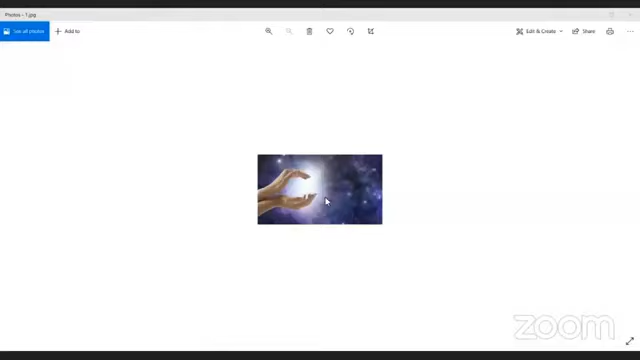 Photos - 1.jpg
See all photos
Add to
Edit & Create
Share
zoom